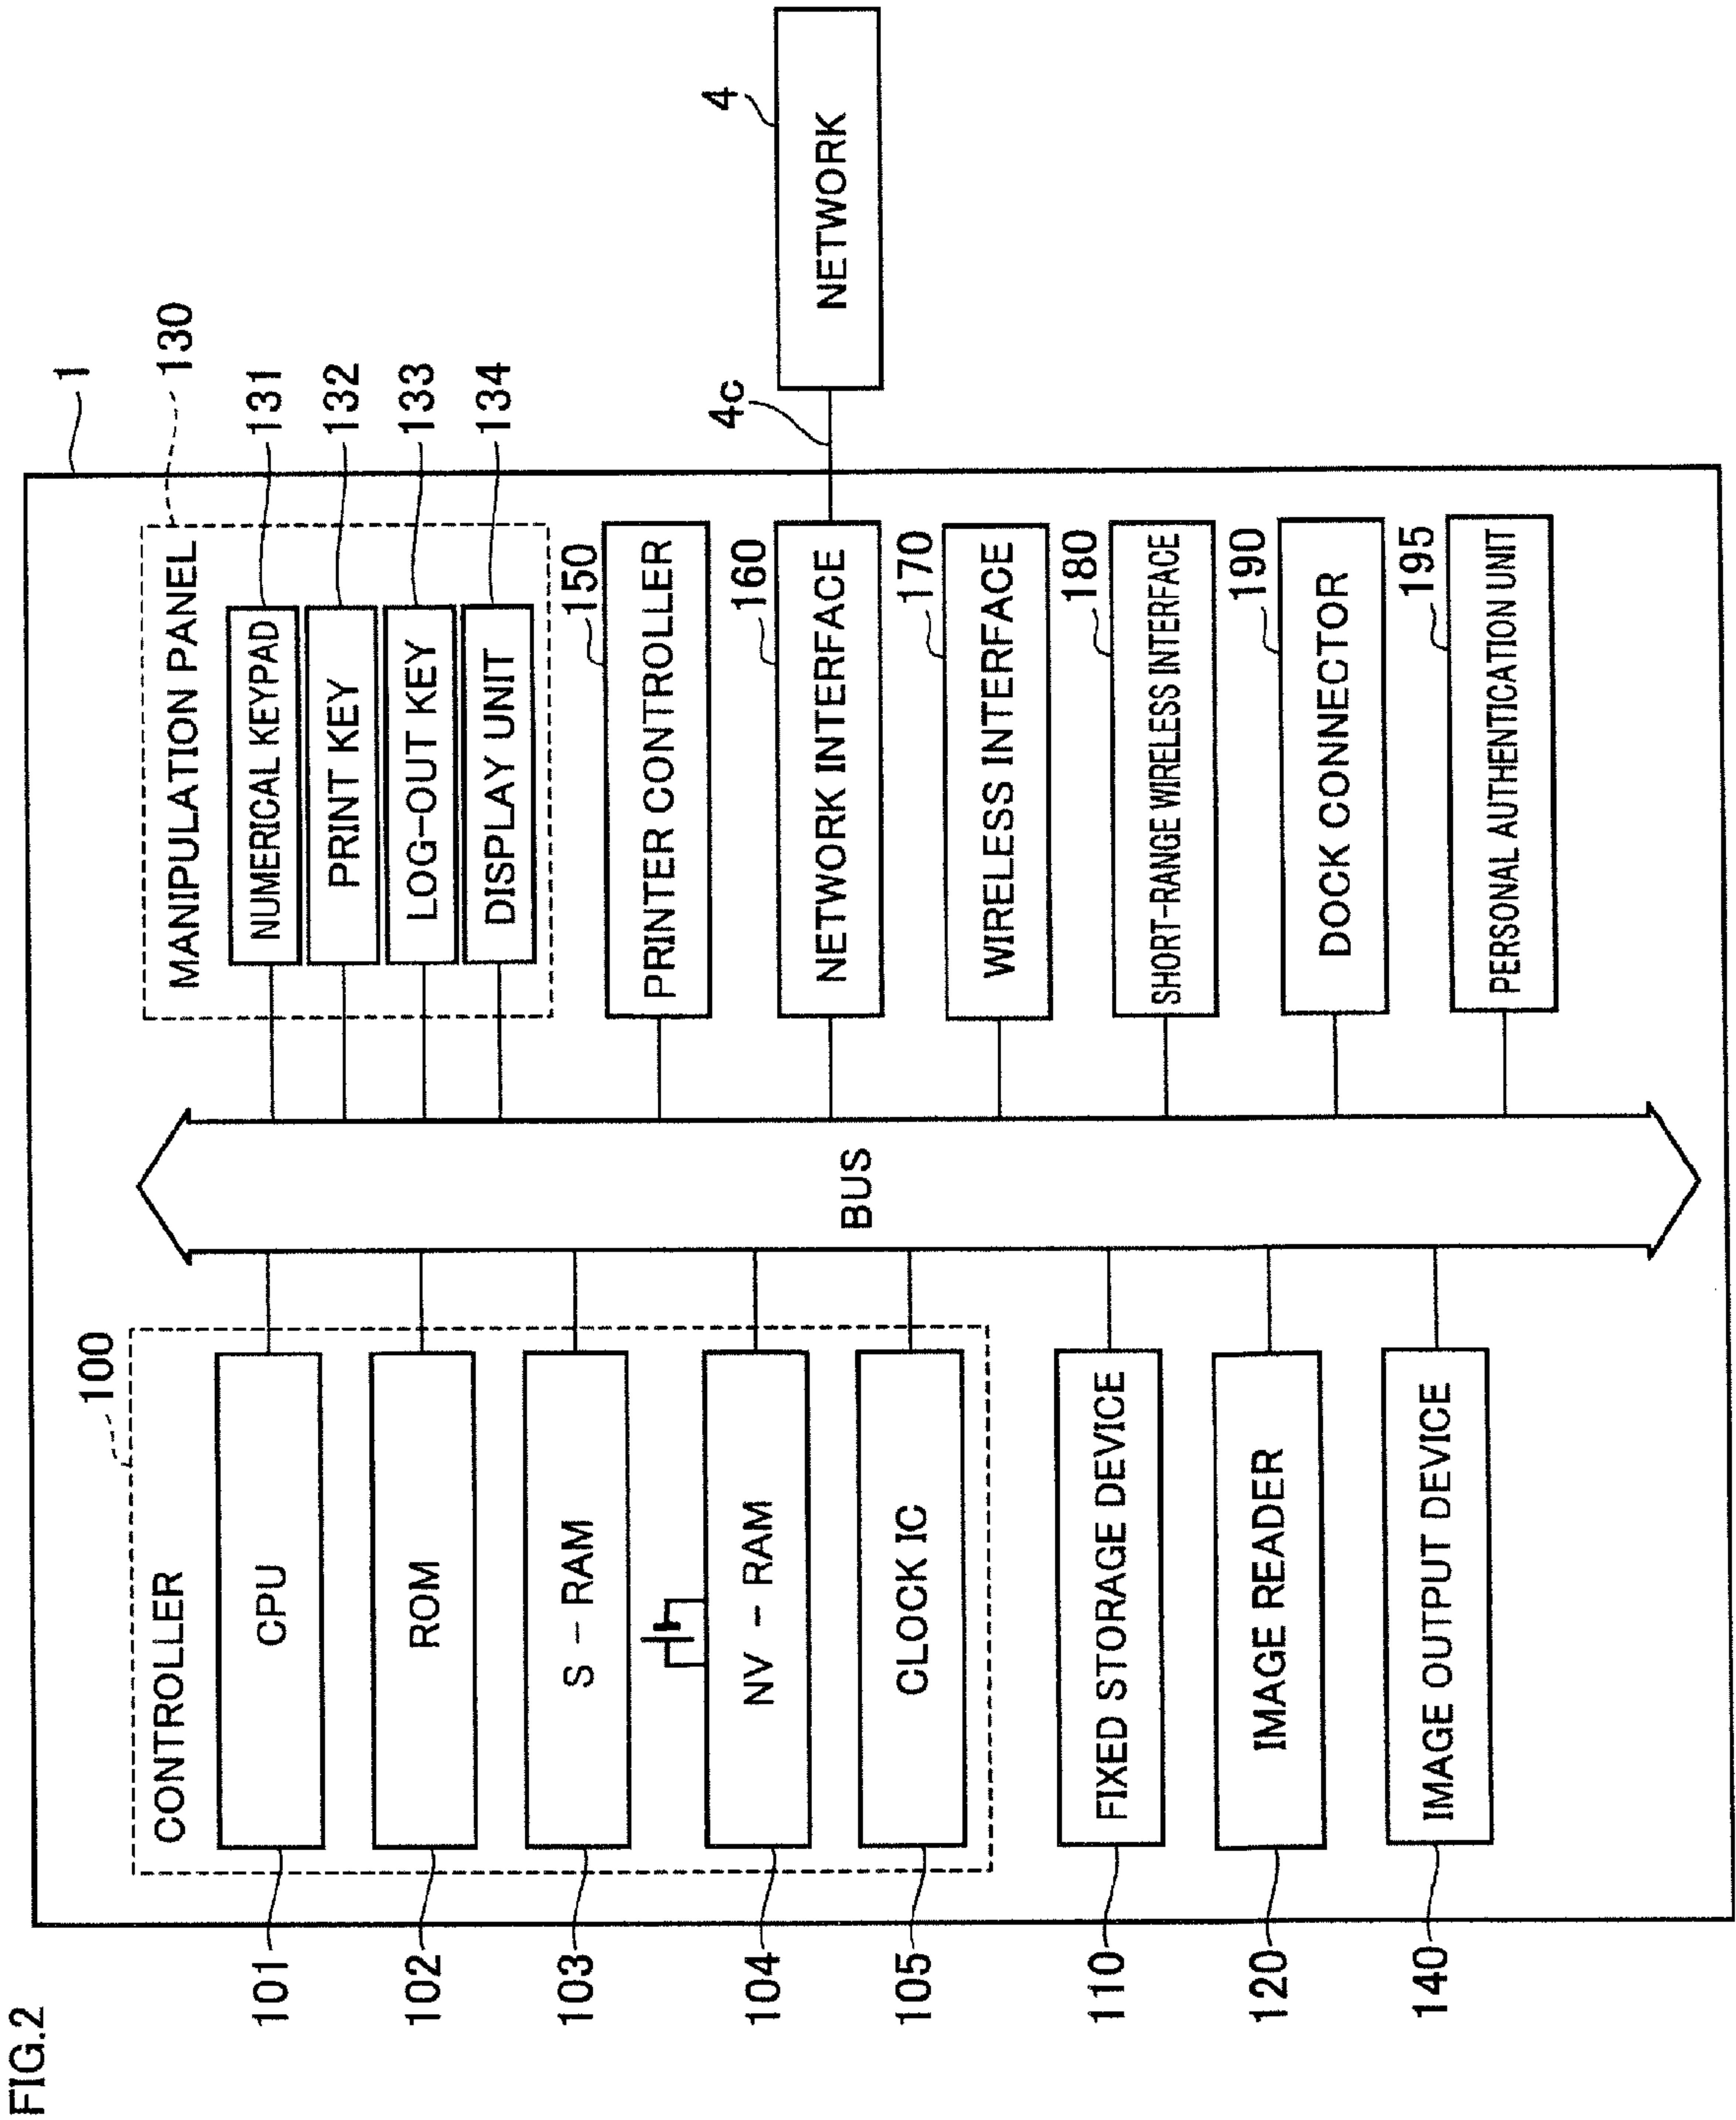 FIG.2
1
100
CONTROLLER
101
CPU
102
ROM
103
S – RAM
104
NV – RAM
105
CLOCK IC
110
FIXED STORAGE DEVICE
120
IMAGE READER
140
IMAGE OUTPUT DEVICE
BUS
130
MANIPULATION PANEL
NUMERICAL KEYPAD
131
PRINT KEY
132
LOG-OUT KEY
133
DISPLAY UNIT
134
150
PRINTER CONTROLLER
160
NETWORK INTERFACE
4c
4
NETWORK
170
WIRELESS INTERFACE
180
SHORT-RANGE WIRELESS INTERFACE
190
DOCK CONNECTOR
195
PERSONAL AUTHENTICATION UNIT